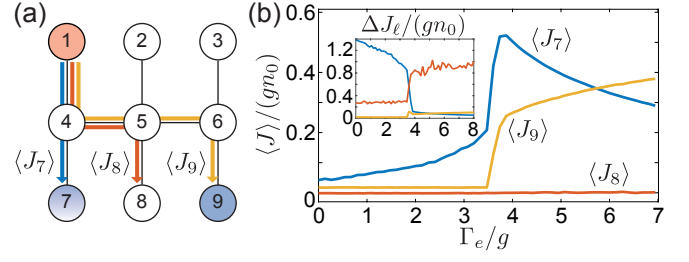 (a)
1
2
3
4
5
6
⟨J₇⟩
⟨J₈⟩
⟨J₉⟩
7
8
9
(b)
⟨J⟩/(gn₀)
0.6
0.4
0.2
0
0
1
2
3
4
5
6
7
Γₑ/g
ΔJ_ℓ/(gn₀)
1.2
0.8
0.4
0
0
2
4
6
8
⟨J₇⟩
⟨J₉⟩
⟨J₈⟩